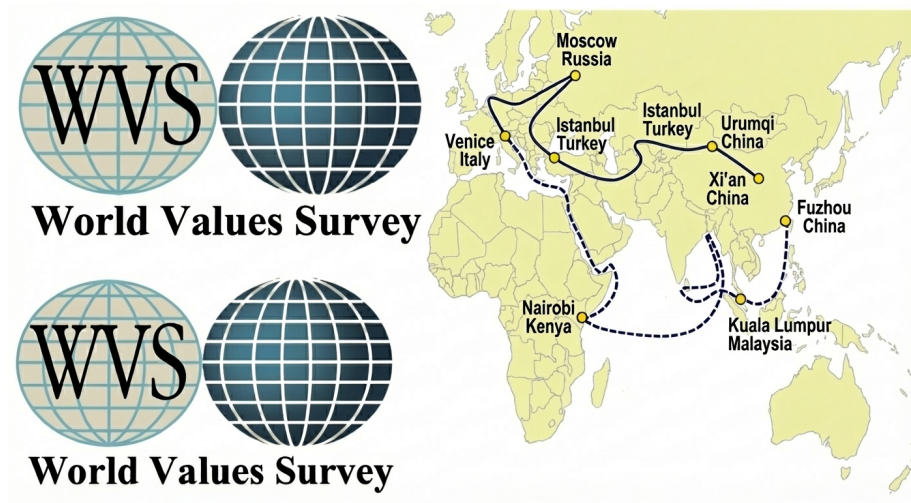 WVS
World Values Survey
WVS
World Values Survey
Moscow
Russia
Venice
Italy
Istanbul
Turkey
Istanbul
Turkey
Urumqi
China
Xi'an
China
Fuzhou
China
Nairobi
Kenya
Kuala Lumpur
Malaysia